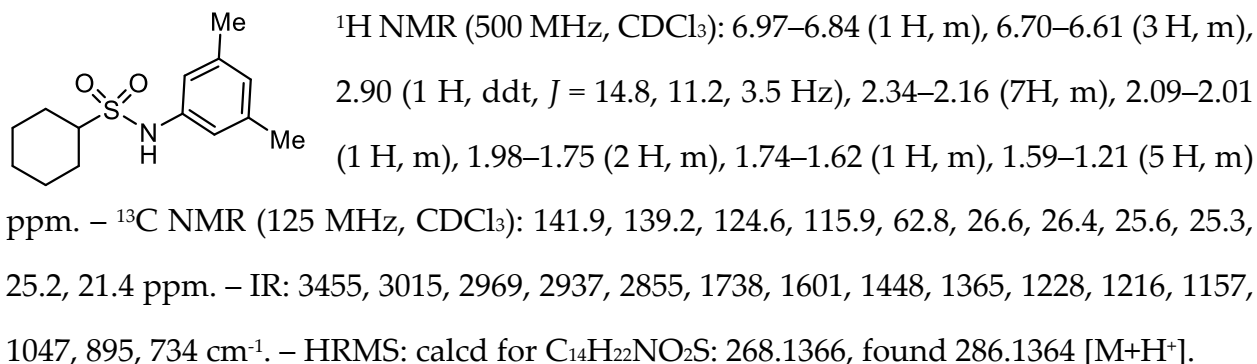 Me
¹H NMR (500 MHz, CDCl₃): 6.97–6.84 (1 H, m), 6.70–6.61 (3 H, m),
O O
S
N
H
Me
2.90 (1 H, ddt, J = 14.8, 11.2, 3.5 Hz), 2.34–2.16 (7H, m), 2.09–2.01
(1 H, m), 1.98–1.75 (2 H, m), 1.74–1.62 (1 H, m), 1.59–1.21 (5 H, m)
ppm. – ¹³C NMR (125 MHz, CDCl₃): 141.9, 139.2, 124.6, 115.9, 62.8, 26.6, 26.4, 25.6, 25.3,
25.2, 21.4 ppm. – IR: 3455, 3015, 2969, 2937, 2855, 1738, 1601, 1448, 1365, 1228, 1216, 1157,
1047, 895, 734 cm⁻¹. – HRMS: calcd for C₁₄H₂₂NO₂S: 268.1366, found 286.1364 [M+H⁺].